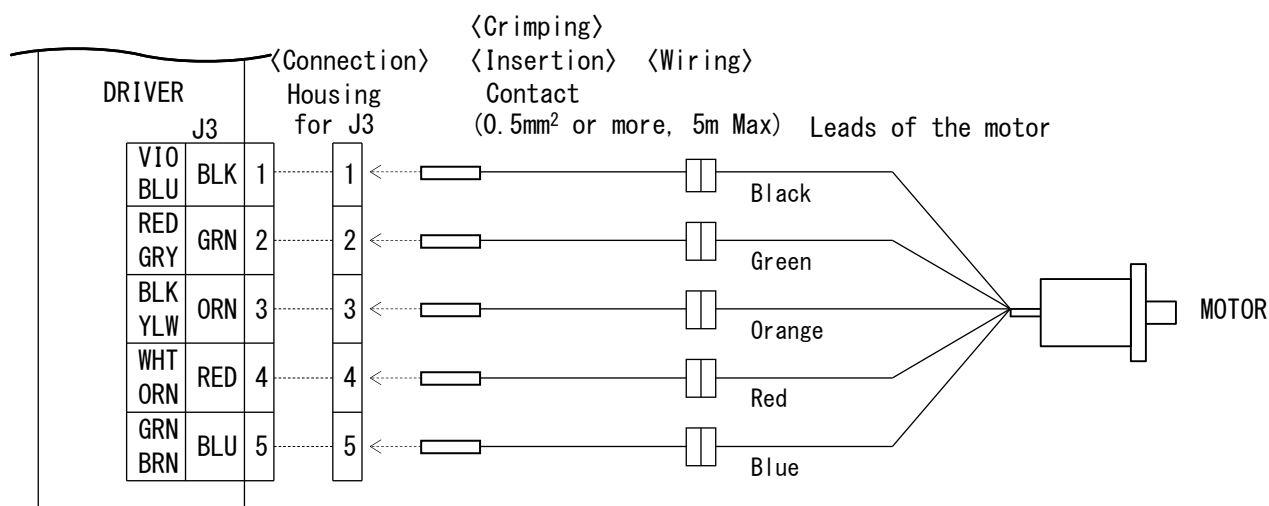 〈Crimping〉
〈Connection〉 〈Insertion〉 〈Wiring〉
DRIVER Housing Contact
J3 for J3 (0.5mm² or more, 5m Max) Leads of the motor
VIO
BLU BLK 1 1
Black
RED
GRY GRN 2 2
Green
BLK
YLW ORN 3 3
Orange
MOTOR
WHT
ORN RED 4 4
Red
GRN
BRN BLU 5 5
Blue